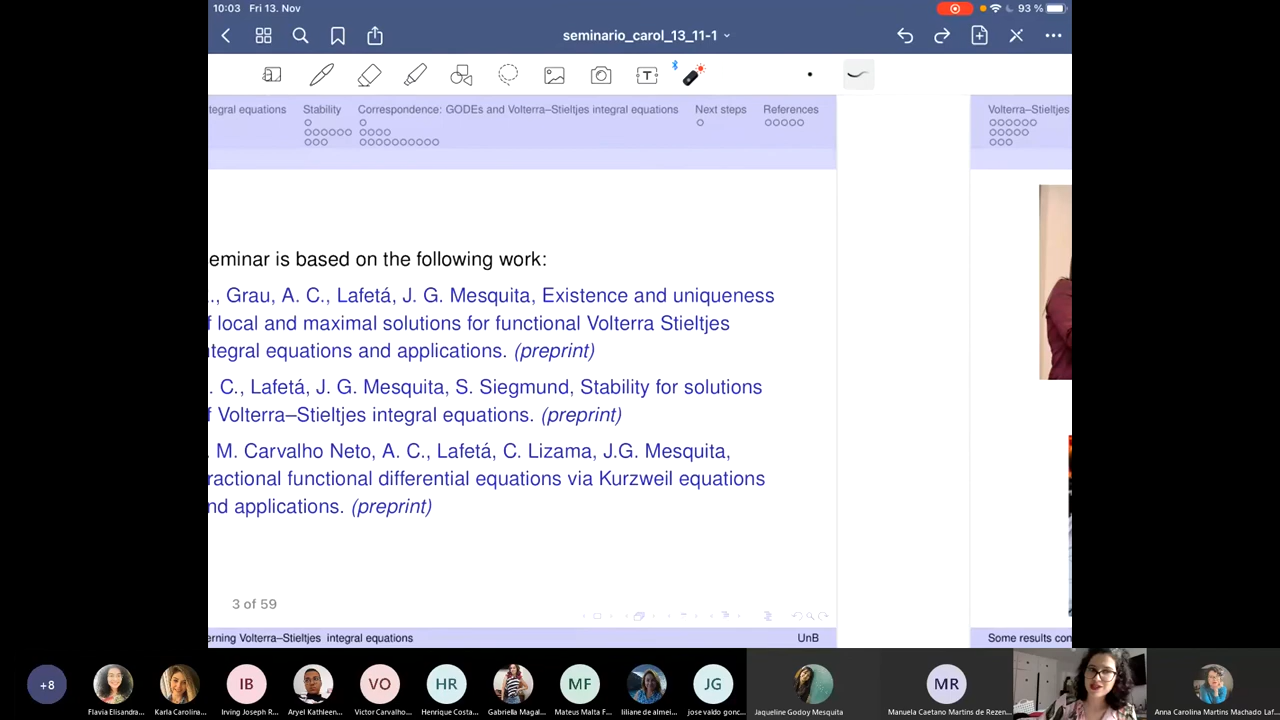 10:03 Fri 13. Nov
93 %
seminario_carol_13_11-1
T
tegral equations Stability Correspondence: GODEs and Volterra–Stieltjes integral equations Next steps References
Volterra–Stieltjes
eminar is based on the following work:
., Grau, A. C., Lafetá, J. G. Mesquita, Existence and uniqueness
f local and maximal solutions for functional Volterra Stieltjes
ntegral equations and applications. (preprint)
. C., Lafetá, J. G. Mesquita, S. Siegmund, Stability for solutions
f Volterra–Stieltjes integral equations. (preprint)
. M. Carvalho Neto, A. C., Lafetá, C. Lizama, J.G. Mesquita,
ractional functional differential equations via Kurzweil equations
nd applications. (preprint)
3 of 59
erning Volterra–Stieltjes integral equations UnB
Some results con
+8 IB VO HR MF JG MR
Flavia Elisandra... Karla Carolina... Irving Joseph R... Aryel Kathleen... Victor Carvalho... Henrique Costa... Gabriella Magal... Mateus Malta F... liliane de almei... jose valdo gonc... Jaqueline Godoy Mesquita Manuela Caetano Martins de Rezen... Anna Carolina Martins Machado Laf...